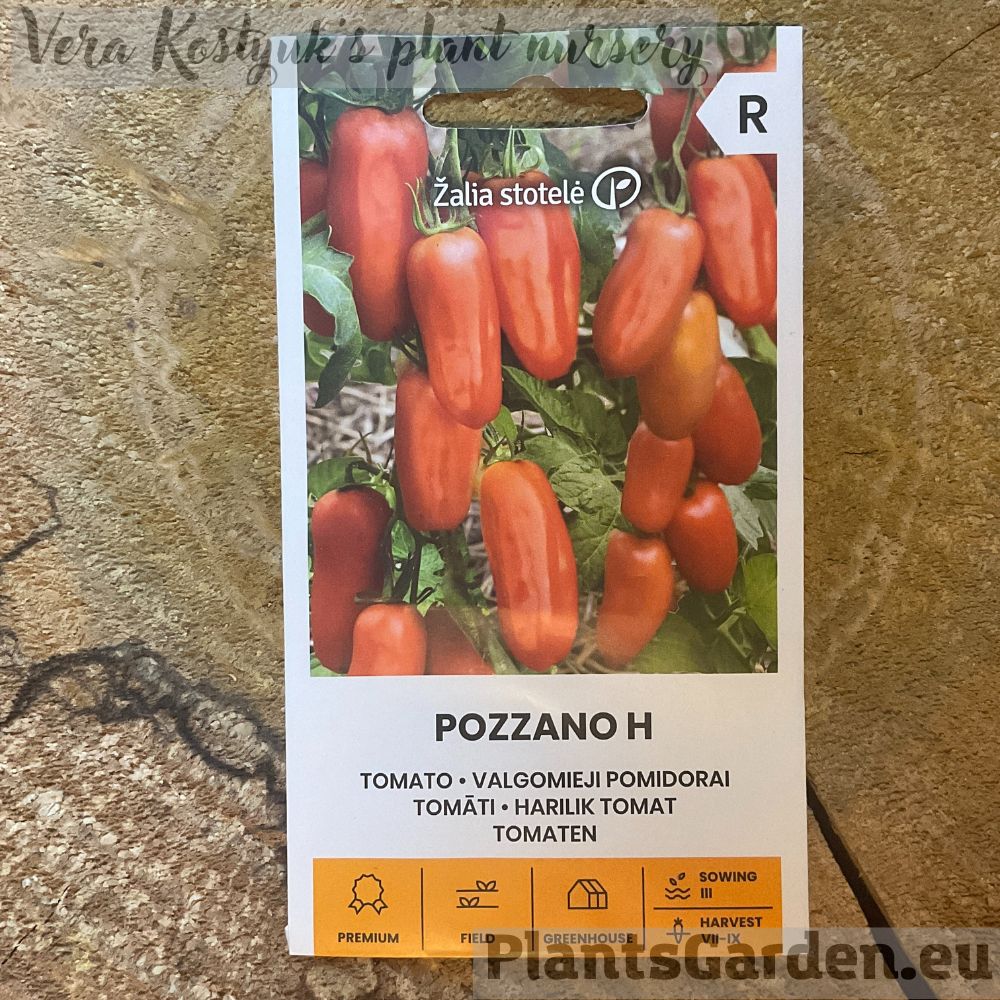 Vera Kostyuk's plant nursery
R
Žalia stotelė
POZZANO H
TOMATO • VALGOMIEJI POMIDORAI
TOMĀTI • HARILIK TOMAT
TOMATEN
PREMIUM
FIELD
GREENHOUSE
SOWING
III
HARVEST
VII-IX
PlantsGarden.eu